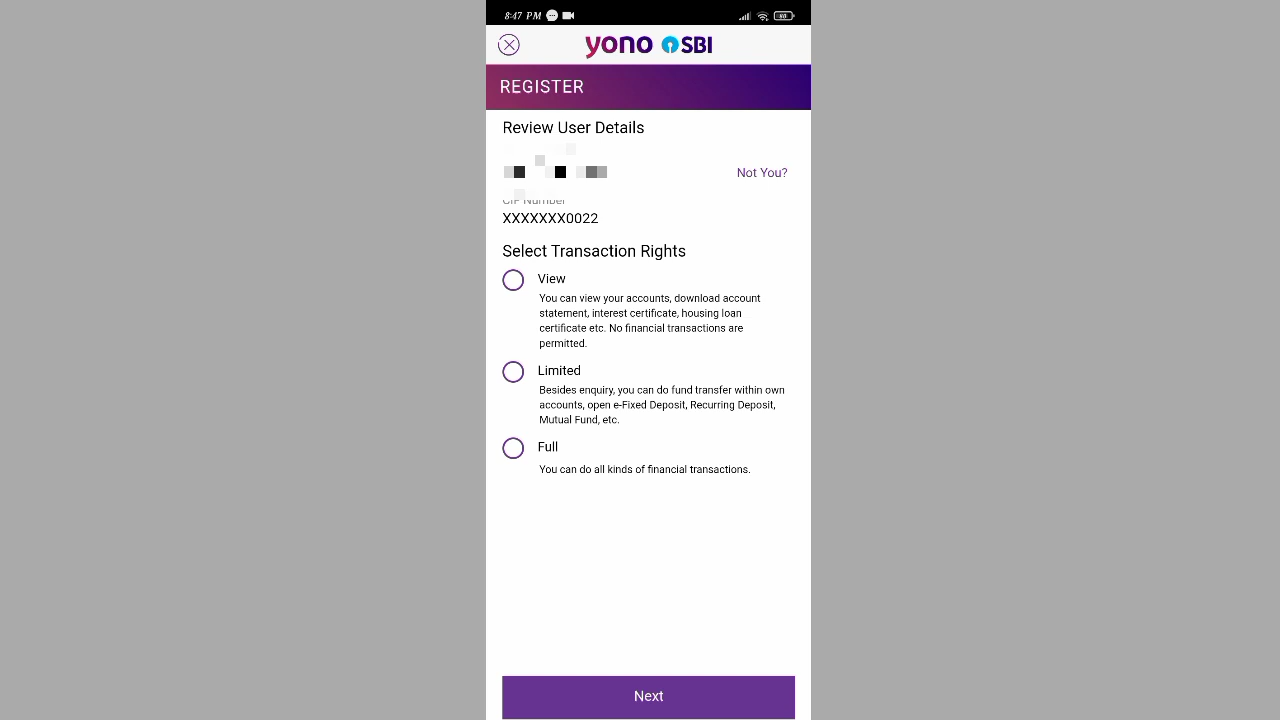 8:47 PM
yono SBI
REGISTER
Review User Details
Not You?
CIF Number
XXXXXXX0022
Select Transaction Rights
View
You can view your accounts, download account
statement, interest certificate, housing loan
certificate etc. No financial transactions are
permitted.
Limited
Besides enquiry, you can do fund transfer within own
accounts, open e-Fixed Deposit, Recurring Deposit,
Mutual Fund, etc.
Full
You can do all kinds of financial transactions.
Next